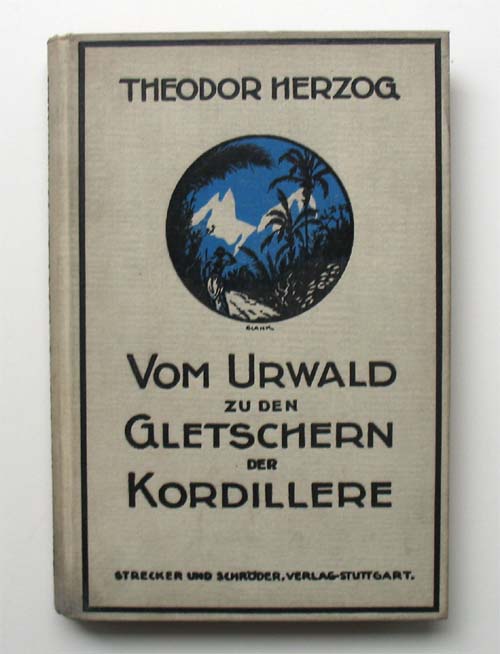 THEODOR HERZOG
VOM URWALD
ZU DEN
GLETSCHERN
DER
KORDILLERE
STRECKER UND SCHRÖDER, VERLAG-STUTTGART.